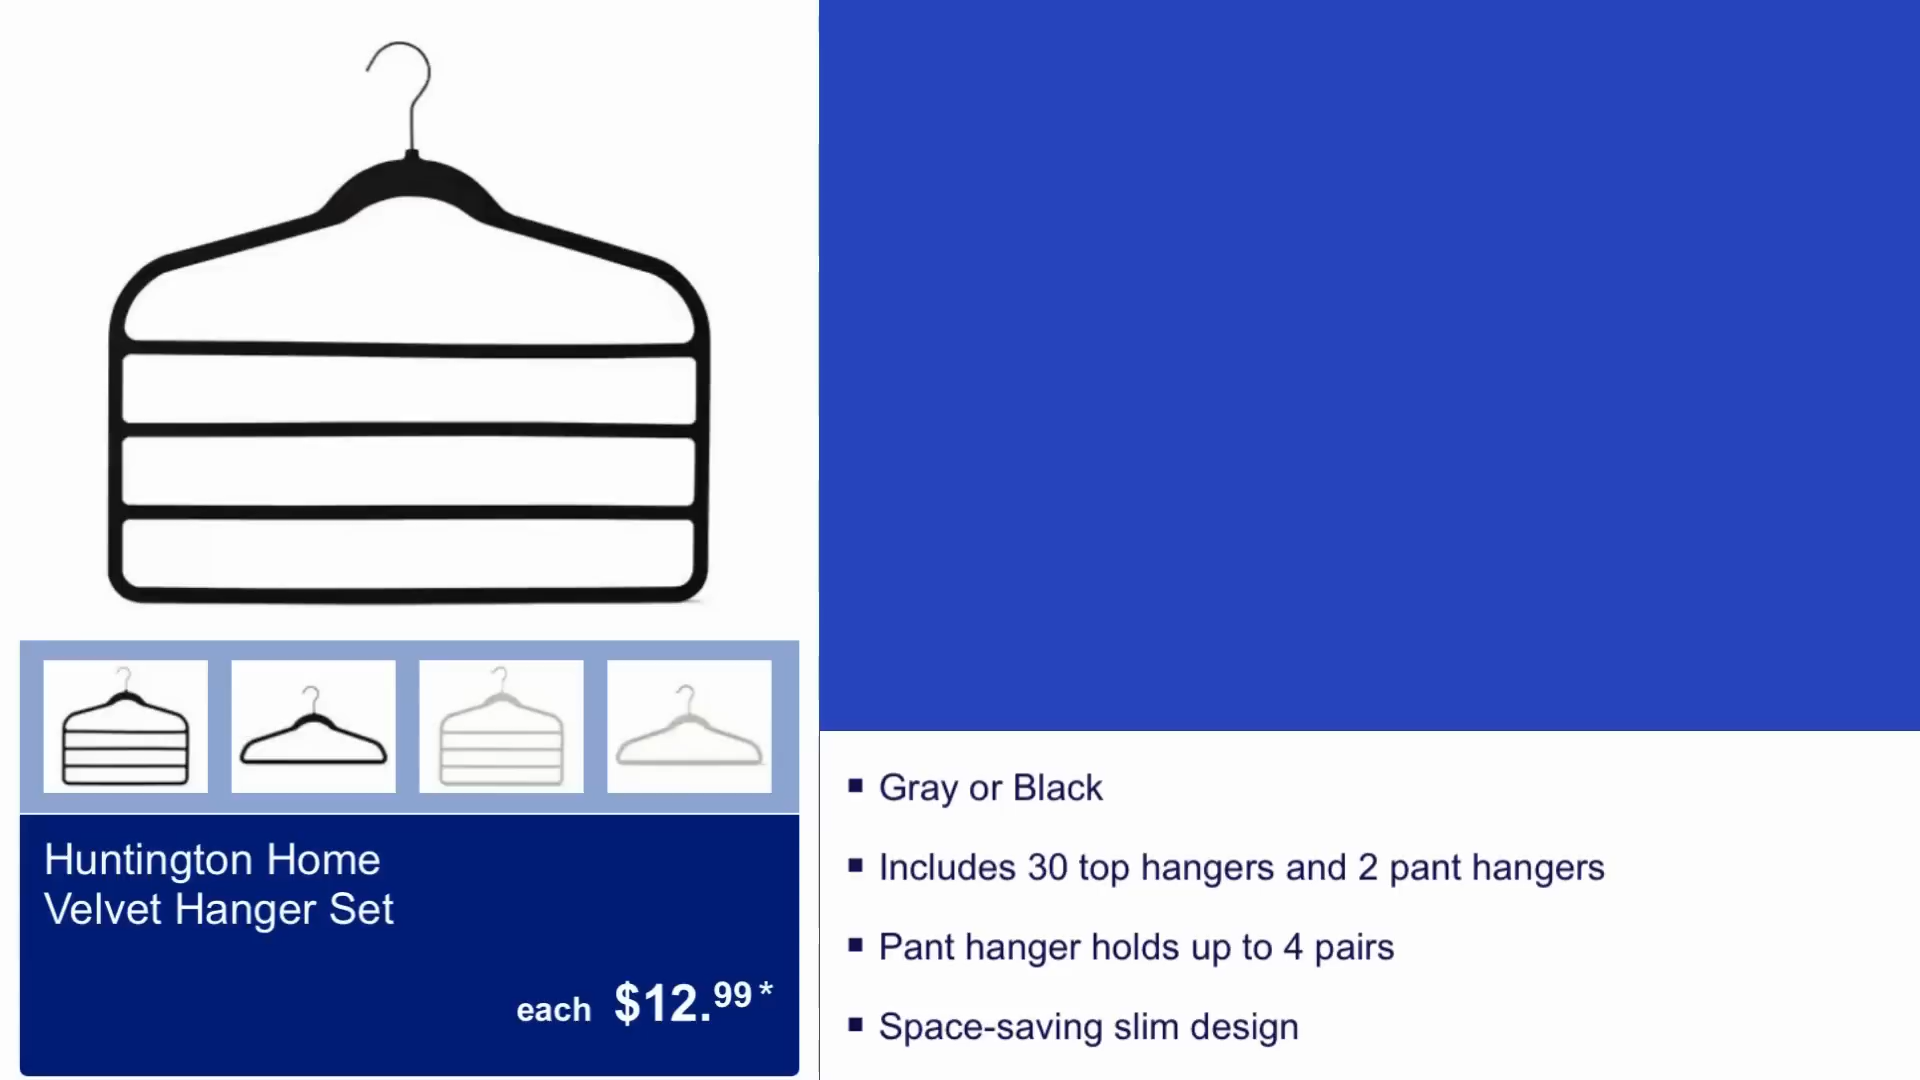 Huntington Home
Velvet Hanger Set
each $12.99*
▪ Gray or Black
▪ Includes 30 top hangers and 2 pant hangers
▪ Pant hanger holds up to 4 pairs
▪ Space-saving slim design